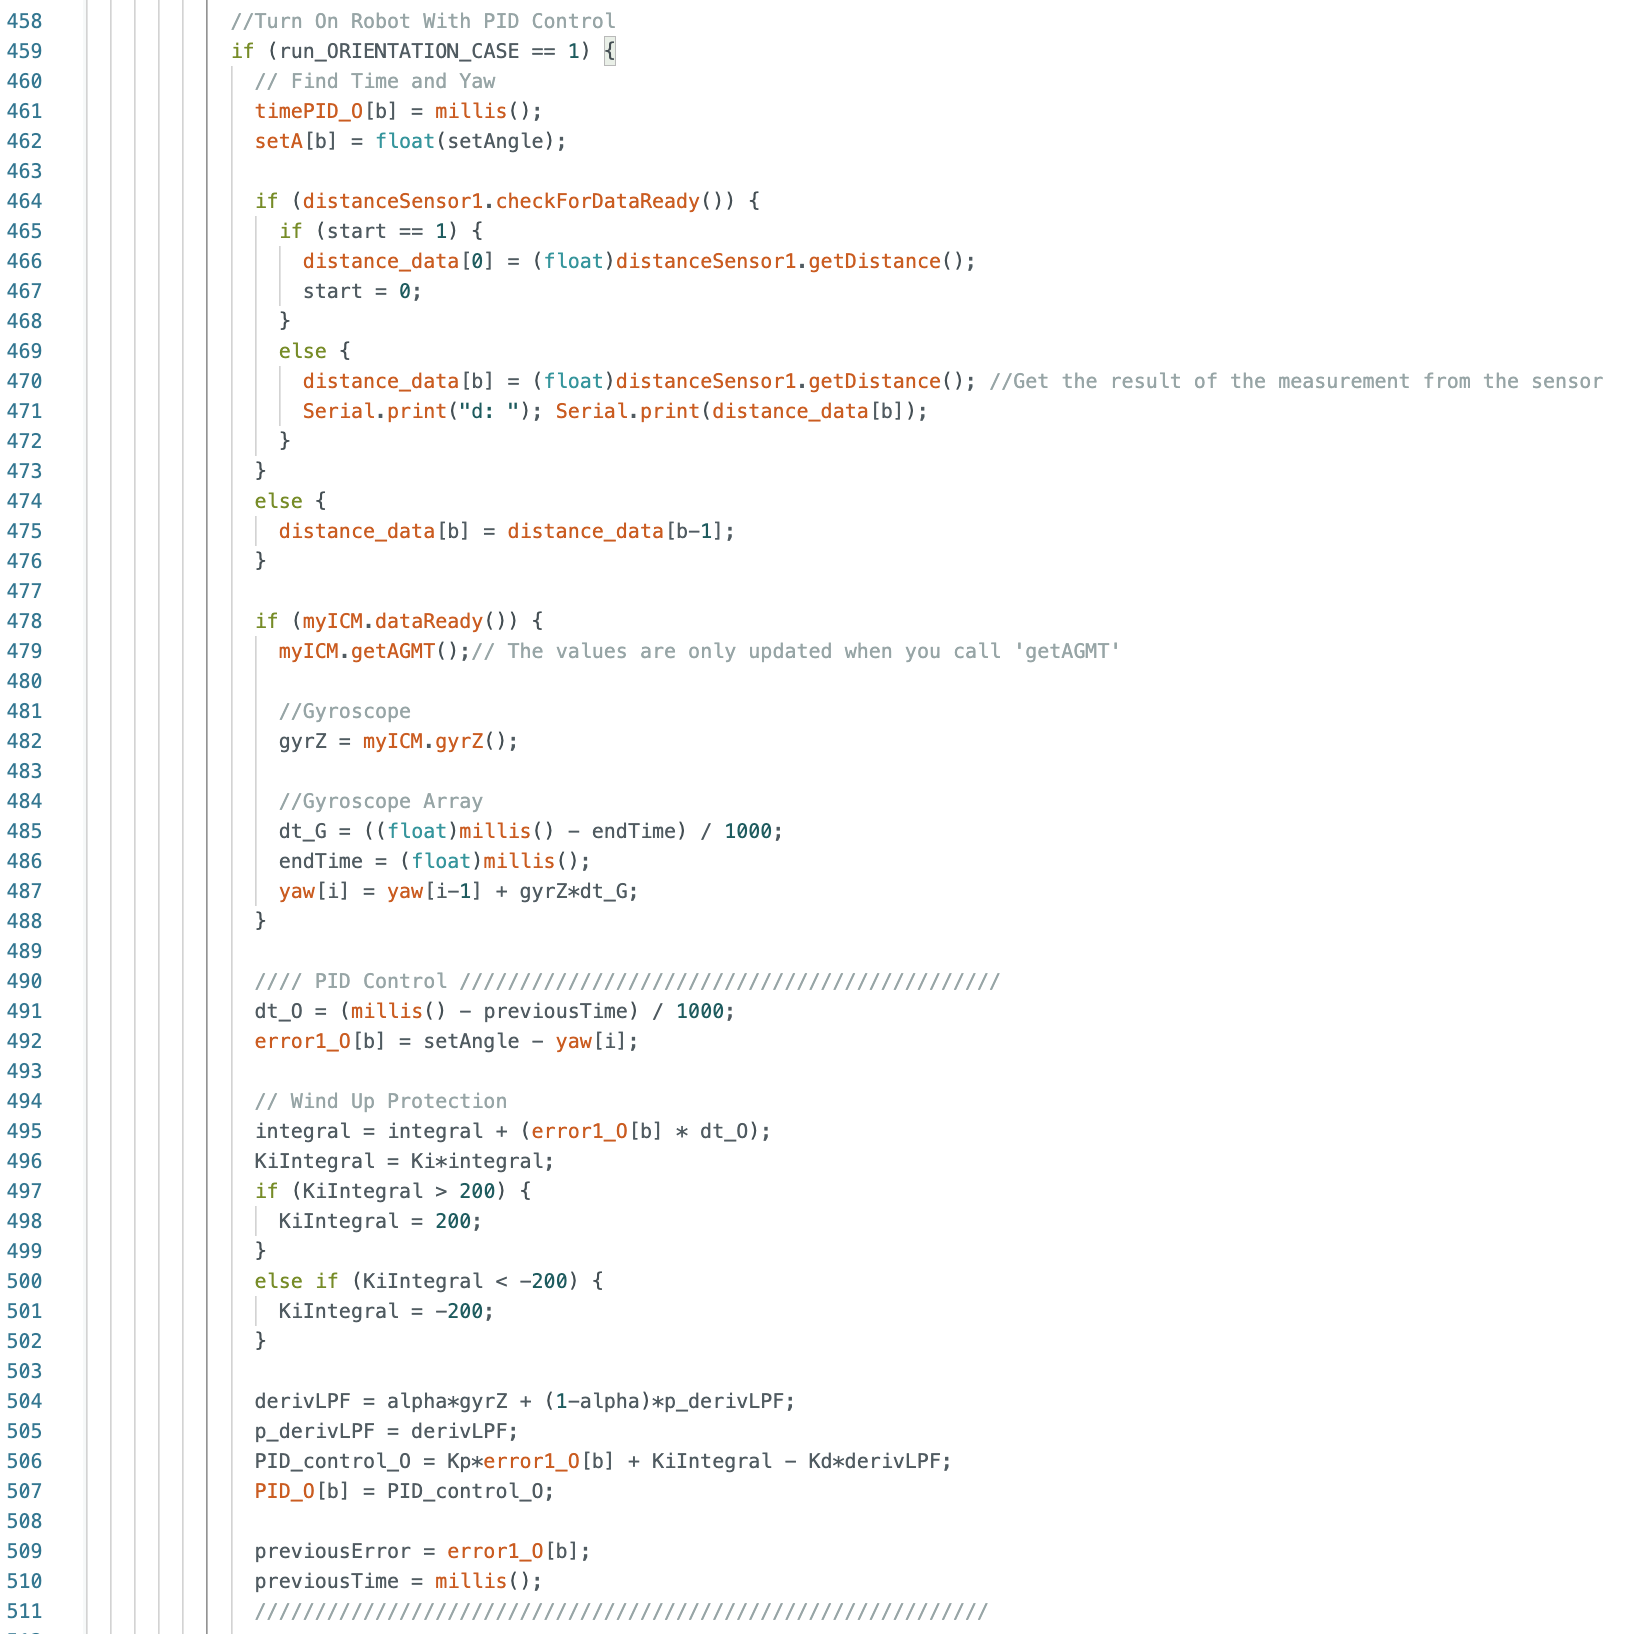 458 //Turn On Robot With PID Control
459 if (run_ORIENTATION_CASE == 1) {
460 // Find Time and Yaw
461 timePID_O[b] = millis();
462 setA[b] = float(setAngle);
463
464 if (distanceSensor1.checkForDataReady()) {
465 if (start == 1) {
466 distance_data[0] = (float)distanceSensor1.getDistance();
467 start = 0;
468 }
469 else {
470 distance_data[b] = (float)distanceSensor1.getDistance(); //Get the result of the measurement from the sensor
471 Serial.print("d: "); Serial.print(distance_data[b]);
472 }
473 }
474 else {
475 distance_data[b] = distance_data[b-1];
476 }
477
478 if (myICM.dataReady()) {
479 myICM.getAGMT();// The values are only updated when you call 'getAGMT'
480
481 //Gyroscope
482 gyrZ = myICM.gyrZ();
483
484 //Gyroscope Array
485 dt_G = ((float)millis() - endTime) / 1000;
486 endTime = (float)millis();
487 yaw[i] = yaw[i-1] + gyrZ*dt_G;
488 }
489
490 //// PID Control /////////////////////////////////////////////
491 dt_O = (millis() - previousTime) / 1000;
492 error1_O[b] = setAngle - yaw[i];
493
494 // Wind Up Protection
495 integral = integral + (error1_O[b] * dt_O);
496 KiIntegral = Ki*integral;
497 if (KiIntegral > 200) {
498 KiIntegral = 200;
499 }
500 else if (KiIntegral < -200) {
501 KiIntegral = -200;
502 }
503
504 derivLPF = alpha*gyrZ + (1-alpha)*p_derivLPF;
505 p_derivLPF = derivLPF;
506 PID_control_O = Kp*error1_O[b] + KiIntegral - Kd*derivLPF;
507 PID_O[b] = PID_control_O;
508
509 previousError = error1_O[b];
510 previousTime = millis();
511 /////////////////////////////////////////////////////////////